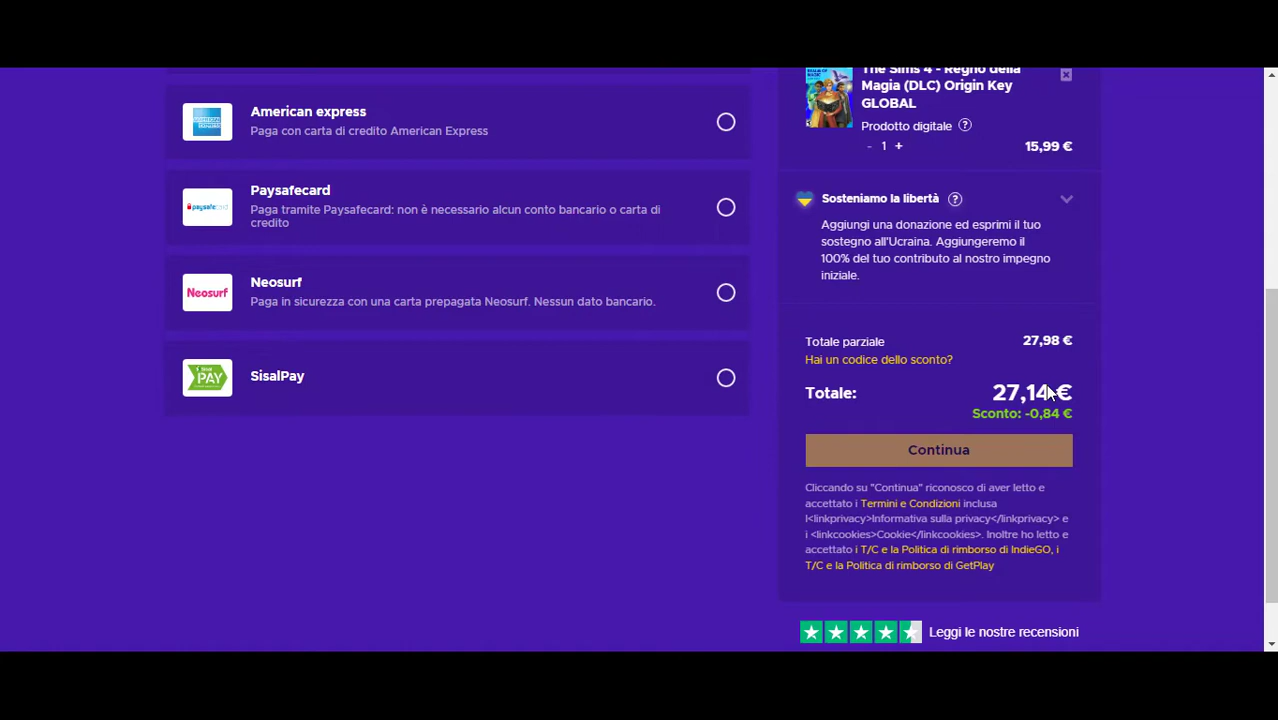 American express
Paga con carta di credito American Express
paysafe
Paysafecard
Paga tramite Paysafecard: non è necessario alcun conto bancario o carta di
credito
Neosurf
Neosurf
Paga in sicurezza con una carta prepagata Neosurf. Nessun dato bancario.
Sisal
PAY
SisalPay
The Sims 4 - Regno della
Magia (DLC) Origin Key
GLOBAL
Prodotto digitale ?
- 1 +
15,99 €
Sosteniamo la libertà ?
Aggiungi una donazione ed esprimi il tuo
sostegno all'Ucraina. Aggiungeremo il
100% del tuo contributo al nostro impegno
iniziale.
Totale parziale 27,98 €
Hai un codice dello sconto?
Totale: 27,14 €
Sconto: -0,84 €
Continua
Cliccando su "Continua" riconosco di aver letto e
accettato i Termini e Condizioni inclusa
l<linkprivacy>Informativa sulla privacy</linkprivacy> e
i <linkcookies>Cookie</linkcookies>. Inoltre ho letto e
accettato i T/C e la Politica di rimborso di IndieGO, i
T/C e la Politica di rimborso di GetPlay
Leggi le nostre recensioni